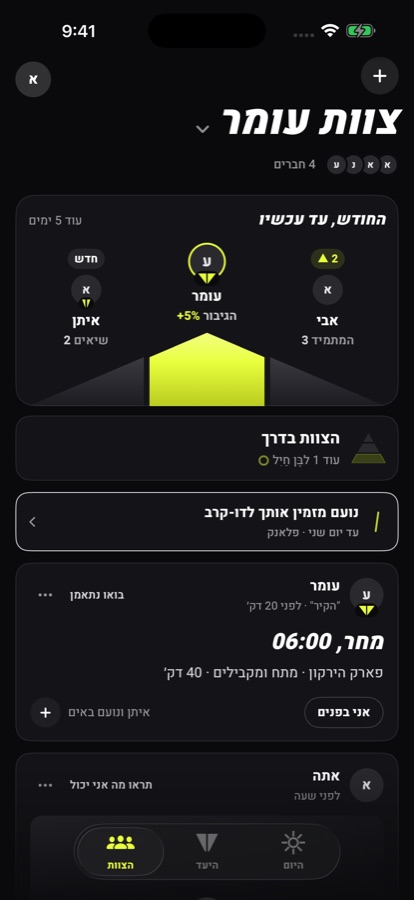 9:41
א
+
צוות עומר
א א נ ע 4 חברים
החודש, עד עכשיו
עוד 5 ימים
▲ 2
א
אבי
המתמיד 3
ע
עומר
הגיבור +5%
חדש
א
איתן
שיאים 2
הצוות בדרך
עוד 1 לבֶּן חַיִל
נועם מזמין אותך לדו-קרב
עד יום שני · פלאנק
ע
עומר
"הקיר" · לפני 20 דק׳
בואו נתאמן
מחר, 06:00
פארק הירקון · מתח ומקבילים · 40 דק׳
אני בפנים
איתן ונועם באים
+
א
אתה
לפני שעה
תראו מה אני יכול
היום
היעד
הצוות